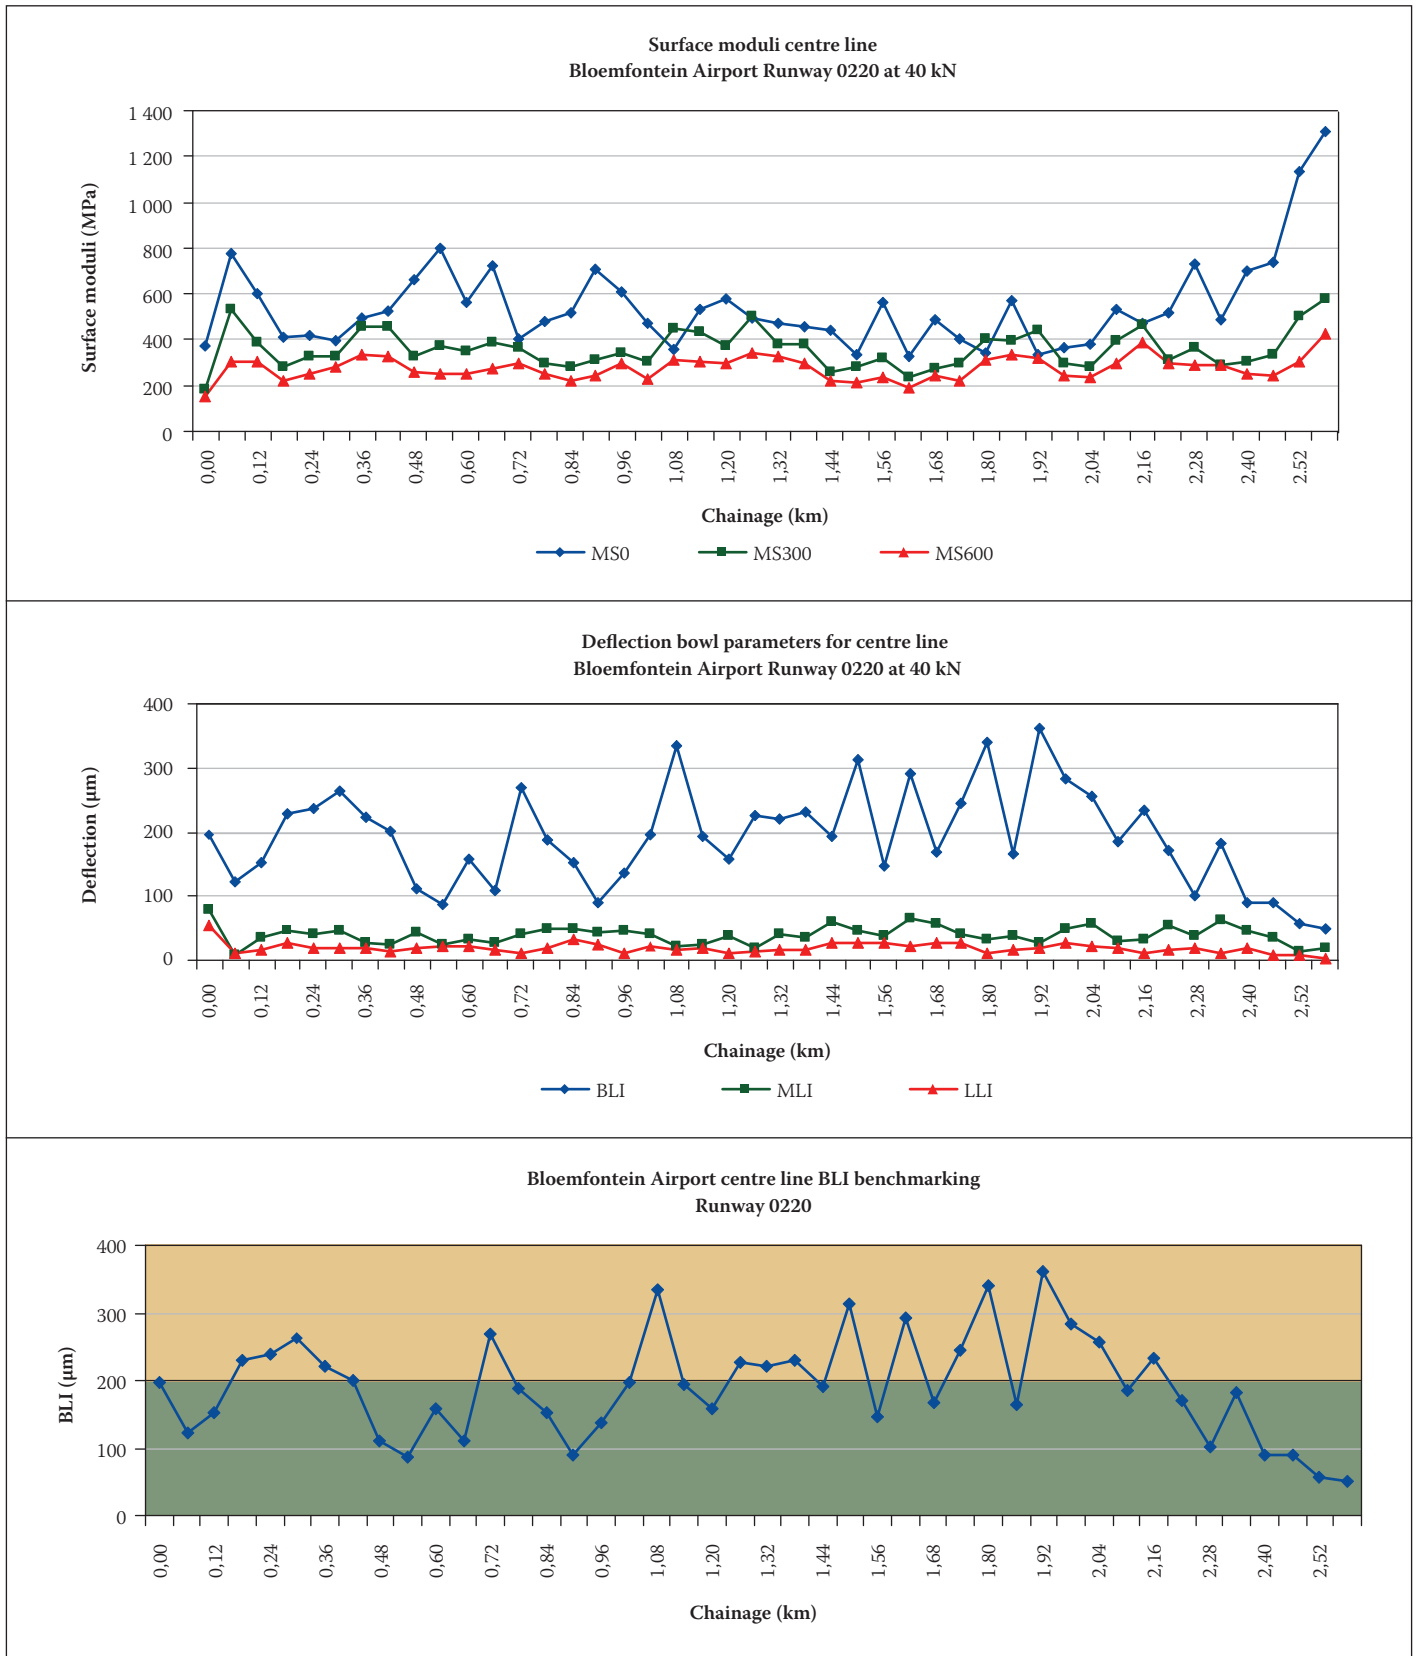 Surface moduli centre line
Bloemfontein Airport Runway 0220 at 40 kN
1 400
1 200
1 000
800
600
400
200
0
Surface moduli (MPa)
0,00 0,12 0,24 0,36 0,48 0,60 0,72 0,84 0,96 1,08 1,20 1,32 1,44 1,56 1,68 1,80 1,92 2,04 2,16 2,28 2,40 2.52
Chainage (km)
MS0 MS300 MS600
Deflection bowl parameters for centre line
Bloemfontein Airport Runway 0220 at 40 kN
400
300
200
100
0
Deflection (µm)
0,00 0,12 0,24 0,36 0,48 0,60 0,72 0,84 0,96 1,08 1,20 1,32 1,44 1,56 1,68 1,80 1,92 2,04 2,16 2,28 2,40 2,52
Chainage (km)
BLI MLI LLI
Bloemfontein Airport centre line BLI benchmarking
Runway 0220
400
300
200
100
0
BLI (µm)
0,00 0,12 0,24 0,36 0,48 0,60 0,72 0,84 0,96 1,08 1,20 1,32 1,44 1,56 1,68 1,80 1,92 2,04 2,16 2,28 2,40 2,52
Chainage (km)